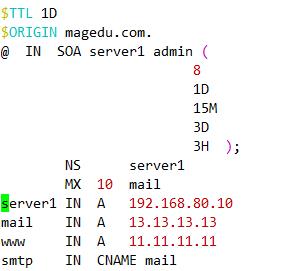 $TTL 1D
$ORIGIN magedu.com.
@ IN SOA server1 admin (
8
1D
15M
3D
3H );
NS server1
MX 10 mail
server1 IN A 192.168.80.10
mail IN A 13.13.13.13
www IN A 11.11.11.11
smtp IN CNAME mail